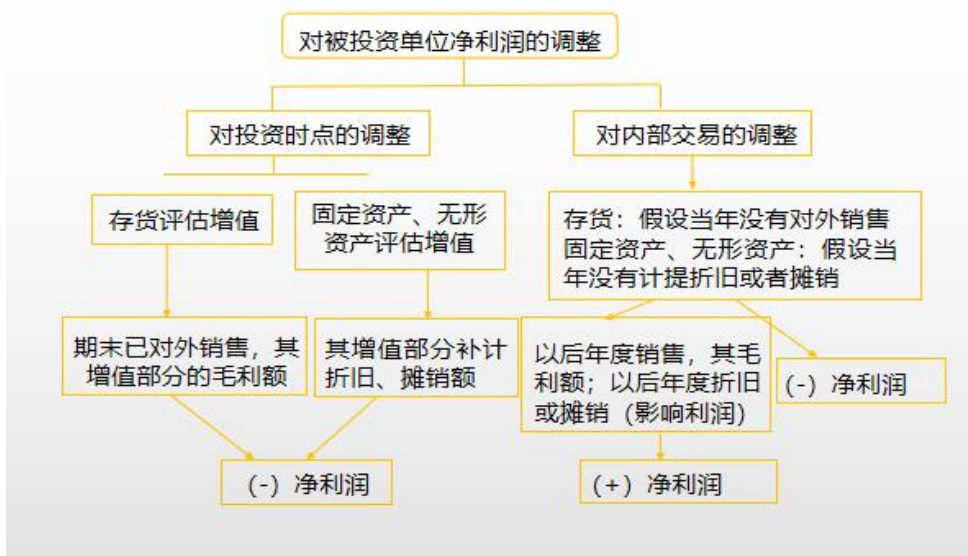 对被投资单位净利润的调整
对投资时点的调整
对内部交易的调整
存货评估增值
固定资产、无形
资产评估增值
存货：假设当年没有对外销售
固定资产、无形资产：假设当
年没有计提折旧或者摊销
期末已对外销售，其
增值部分的毛利额
其增值部分补计
折旧、摊销额
以后年度销售，其毛
利额；以后年度折旧
或摊销（影响利润）
(-) 净利润
(-) 净利润
(+) 净利润